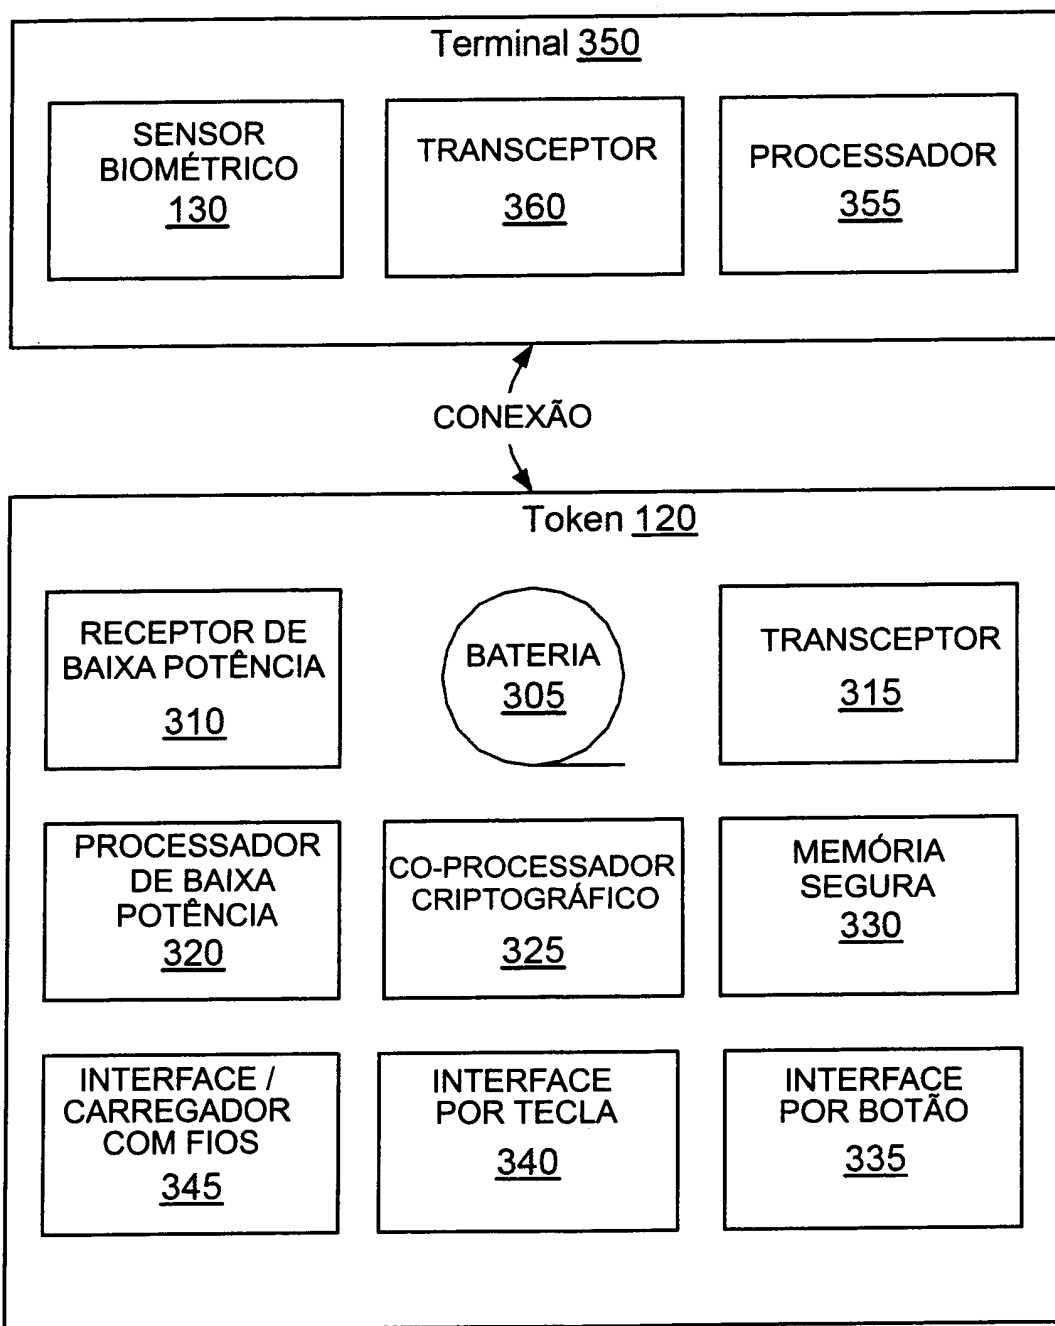 Terminal 350
SENSOR
BIOMÉTRICO
130
TRANSCEPTOR
360
PROCESSADOR
355
CONEXÃO
Token 120
RECEPTOR DE
BAIXA POTÊNCIA
310
BATERIA
305
TRANSCEPTOR
315
PROCESSADOR
DE BAIXA
POTÊNCIA
320
CO-PROCESSADOR
CRIPTOGRÁFICO
325
MEMÓRIA
SEGURA
330
INTERFACE /
CARREGADOR
COM FIOS
345
INTERFACE
POR TECLA
340
INTERFACE
POR BOTÃO
335